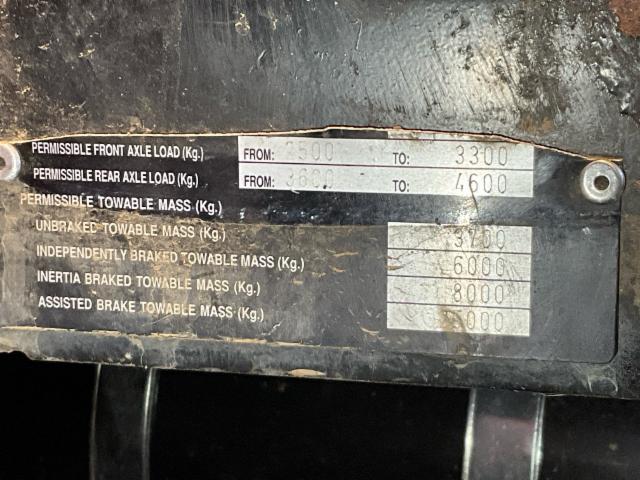 PERMISSIBLE FRONT AXLE LOAD (Kg.) FROM: TO: 3300
PERMISSIBLE REAR AXLE LOAD (Kg.) FROM: TO: 4600
PERMISSIBLE TOWABLE MASS (Kg.)
UNBRAKED TOWABLE MASS (Kg.)
INDEPENDENTLY BRAKED TOWABLE MASS (Kg.) 6000
INERTIA BRAKED TOWABLE MASS (Kg.) 8000
ASSISTED BRAKE TOWABLE MASS (Kg.)